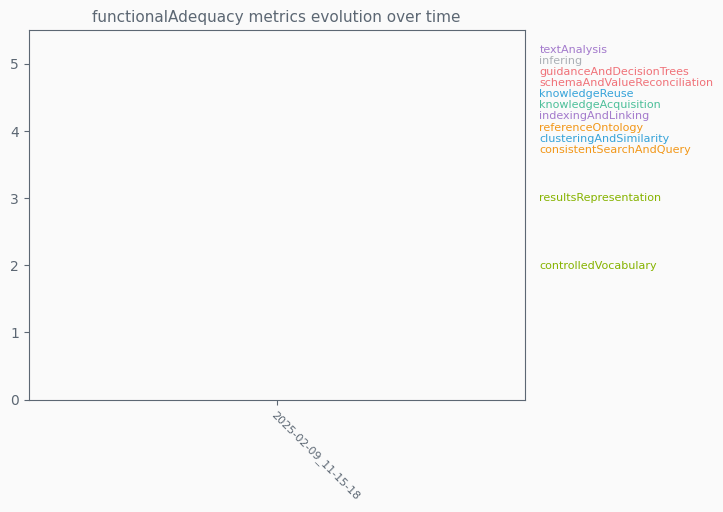 functionalAdequacy metrics evolution over time
5
4
3
2
1
0
2025-02-09_11-15-18
textAnalysis
infering
guidanceAndDecisionTrees
schemaAndValueReconciliation
knowledgeReuse
knowledgeAcquisition
indexingAndLinking
referenceOntology
clusteringAndSimilarity
consistentSearchAndQuery
resultsRepresentation
controlledVocabulary